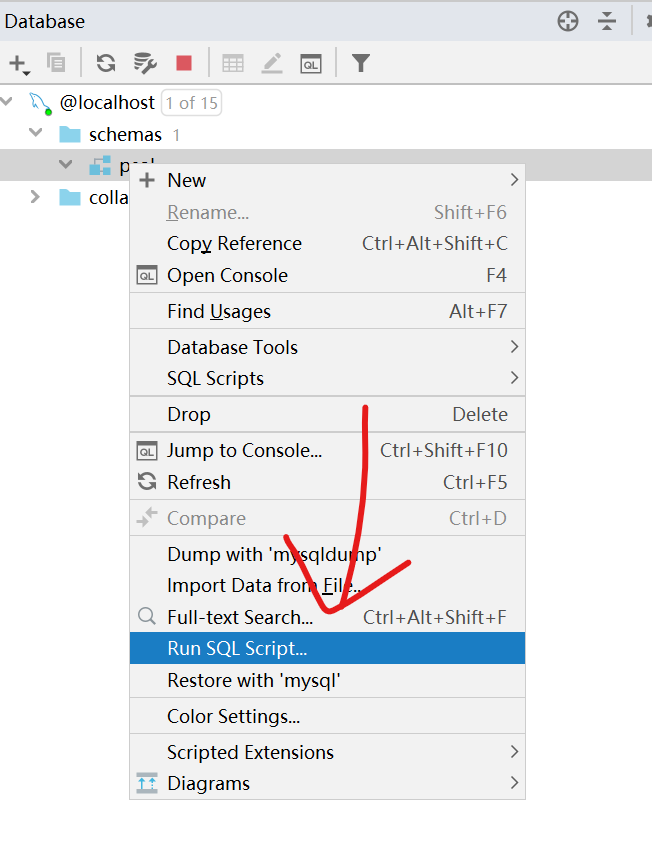 Database
@localhost 1 of 15
schemas 1
New
colla
Rename... Shift+F6
Copy Reference Ctrl+Alt+Shift+C
QL Open Console F4
Find Usages Alt+F7
Database Tools
SQL Scripts
Drop Delete
QL Jump to Console... Ctrl+Shift+F10
Refresh Ctrl+F5
Compare Ctrl+D
Dump with 'mysqldump'
Import Data from File...
Full-text Search... Ctrl+Alt+Shift+F
Run SQL Script...
Restore with 'mysql'
Color Settings...
Scripted Extensions
Diagrams